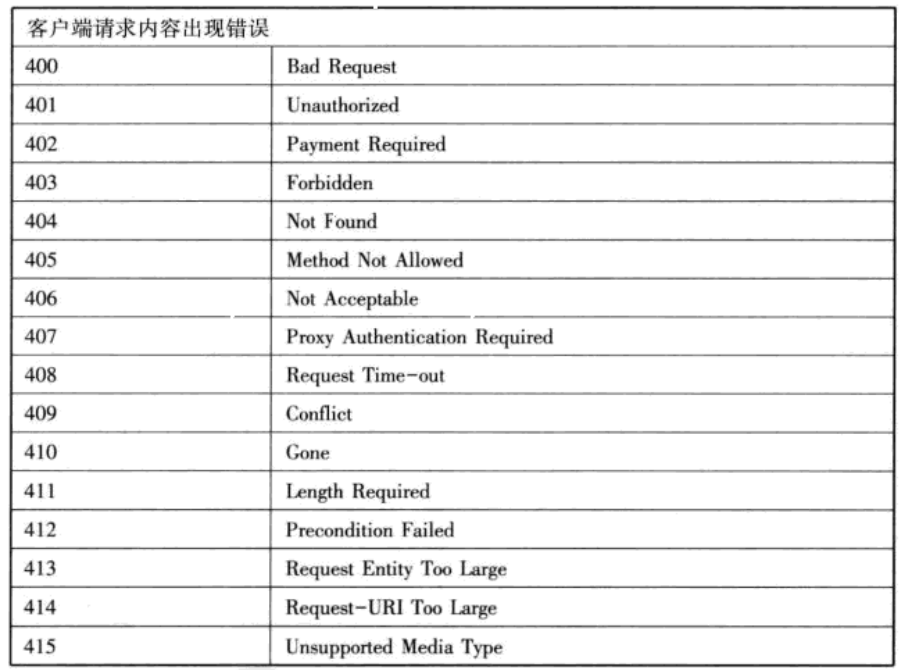 客户端请求内容出现错误
400 Bad Request
401 Unauthorized
402 Payment Required
403 Forbidden
404 Not Found
405 Method Not Allowed
406 Not Acceptable
407 Proxy Authentication Required
408 Request Time-out
409 Conflict
410 Gone
411 Length Required
412 Precondition Failed
413 Request Entity Too Large
414 Request-URI Too Large
415 Unsupported Media Type